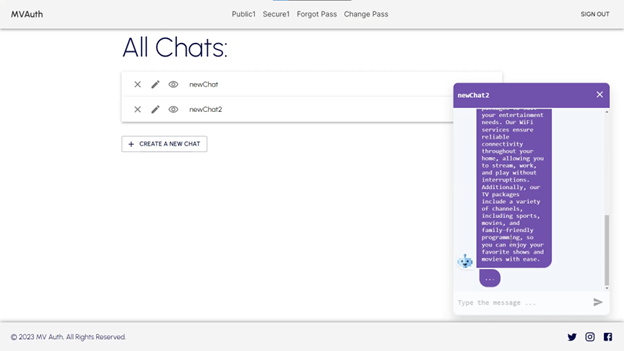 MVAuth
Public1 Secure1 Forgot Pass Change Pass
SIGN OUT
All Chats:
newChat
newChat2
+ CREATE A NEW CHAT
newChat2
your entertainment
needs. Our WiFi
services ensure
reliable
connectivity
throughout your
home, allowing you
to stream, work,
and play without
interruptions.
Additionally, our
TV packages
include a variety
of channels,
including sports,
movies, and
family-friendly
programming, so
you can enjoy your
favorite shows and
movies with ease.
...
Type the message ...
© 2023 MV Auth, All Rights Reserved.